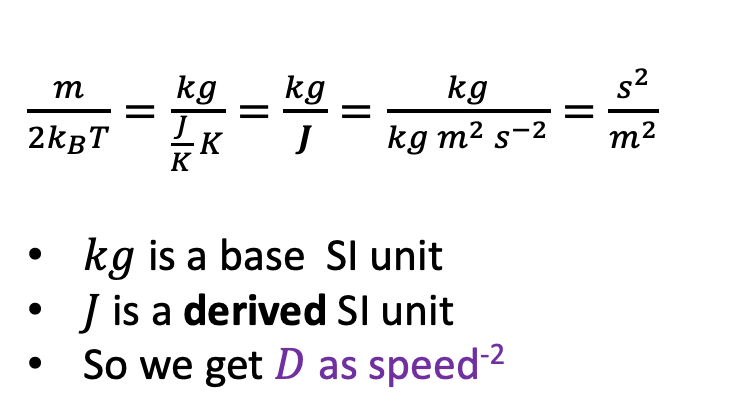 m/(2k_BT) = kg/((J/K)K) = kg/J = kg/(kg m² s⁻²) = s²/m²
• kg is a base SI unit
• J is a derived SI unit
• So we get D as speed⁻²